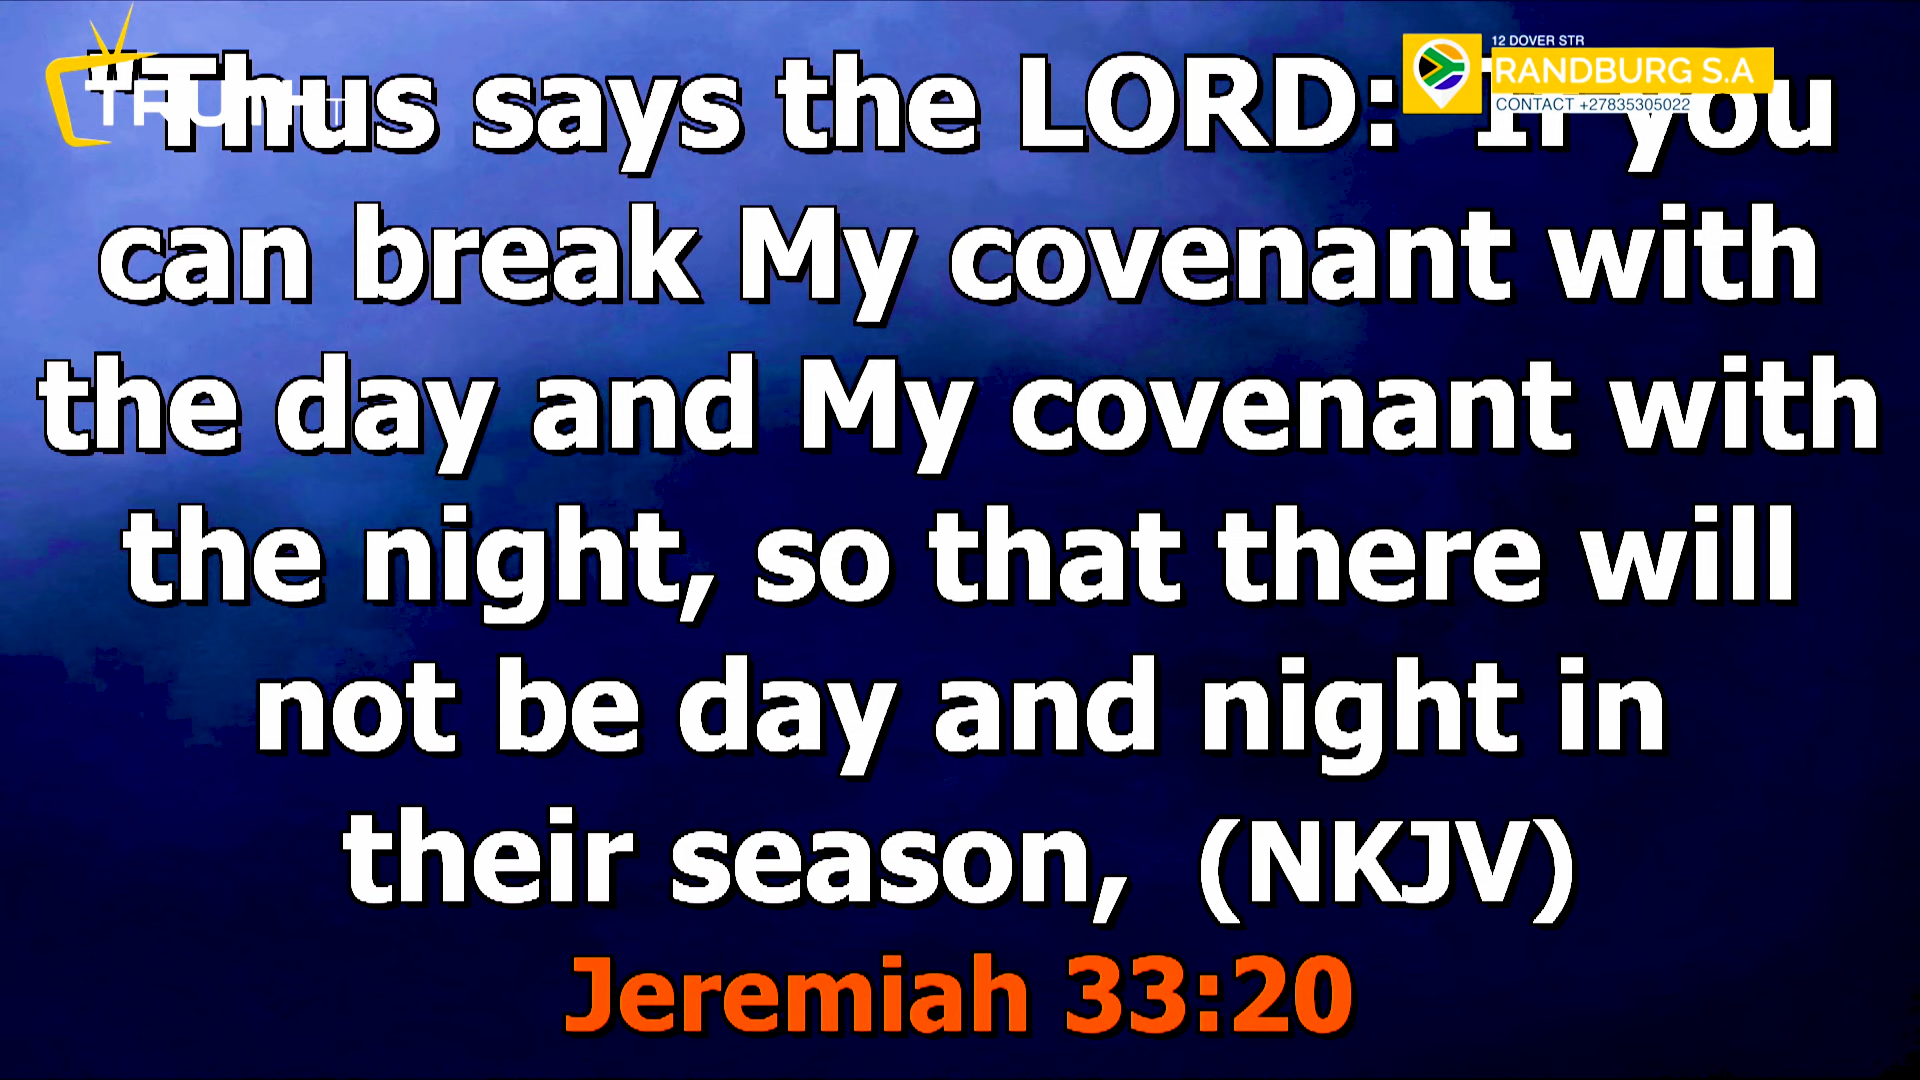 "Thus says the LORD: 'If you
can break My covenant with
the day and My covenant with
the night, so that there will
not be day and night in
their season, (NKJV)
Jeremiah 33:20
TRUTH
12 DOVER STR
RANDBURG S.A
CONTACT +27835305022